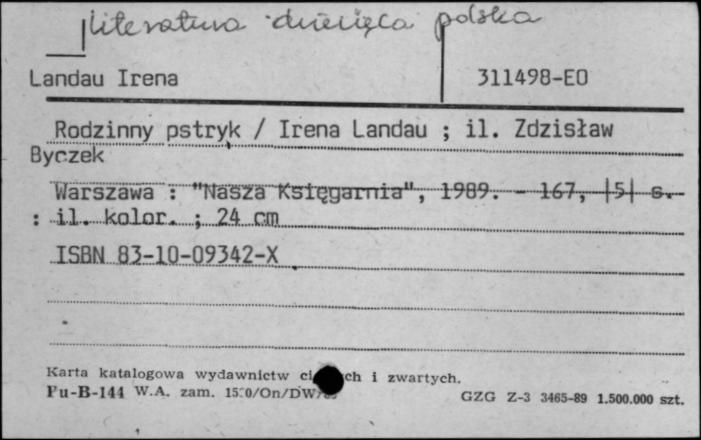 literatura dziecięca polska
Landau Irena 311498-EO
Rodzinny pstryk / Irena Landau ; il. Zdzisław
Byczek
Warszawa : "Nasza Księgarnia", 1989. - 167, |5| s.
: il. kolor. ; 24 cm
ISBN 83-10-09342-X
Karta katalogowa wydawnictw ch i zwartych.
Pu-B-144 W.A. zam. GZG Z-3 3465-89 1.500.000 szt.